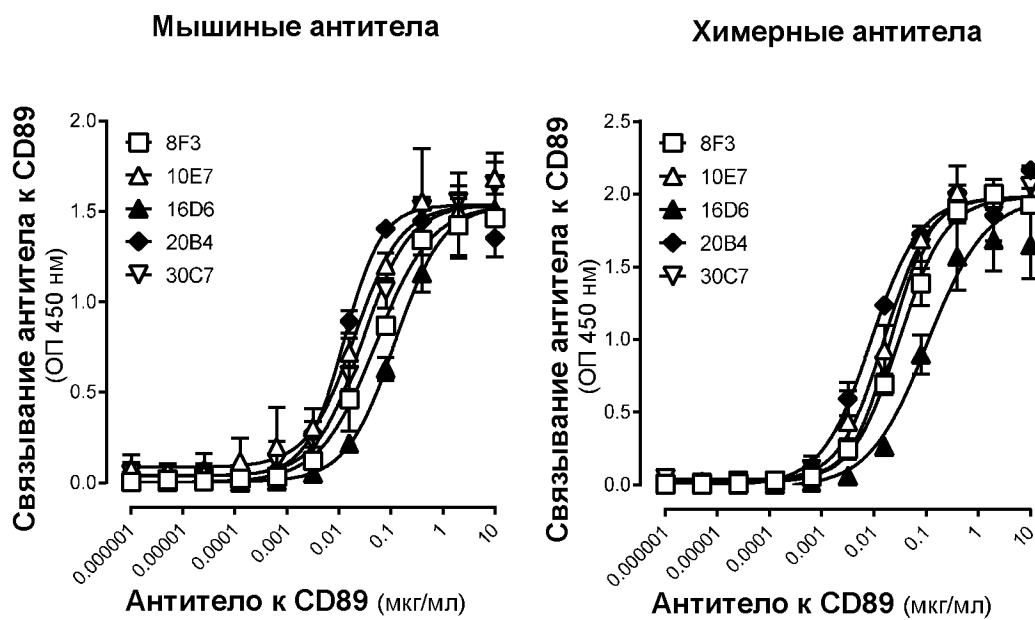 Мышиные антитела
Связывание антитела к CD89
(ОП 450 нм)
2.0
1.5
1.0
0.5
0.0
8F3
10E7
16D6
20B4
30C7
0.000001
0.00001
0.0001
0.001
0.01
0.1
1
10
Антитело к CD89 (мкг/мл)
Химерные антитела
Связывание антитела к CD89
(ОП 450 нм)
2.5
2.0
1.5
1.0
0.5
0.0
8F3
10E7
16D6
20B4
30C7
0.000001
0.00001
0.0001
0.001
0.01
0.1
1
10
Антитело к CD89 (мкг/мл)